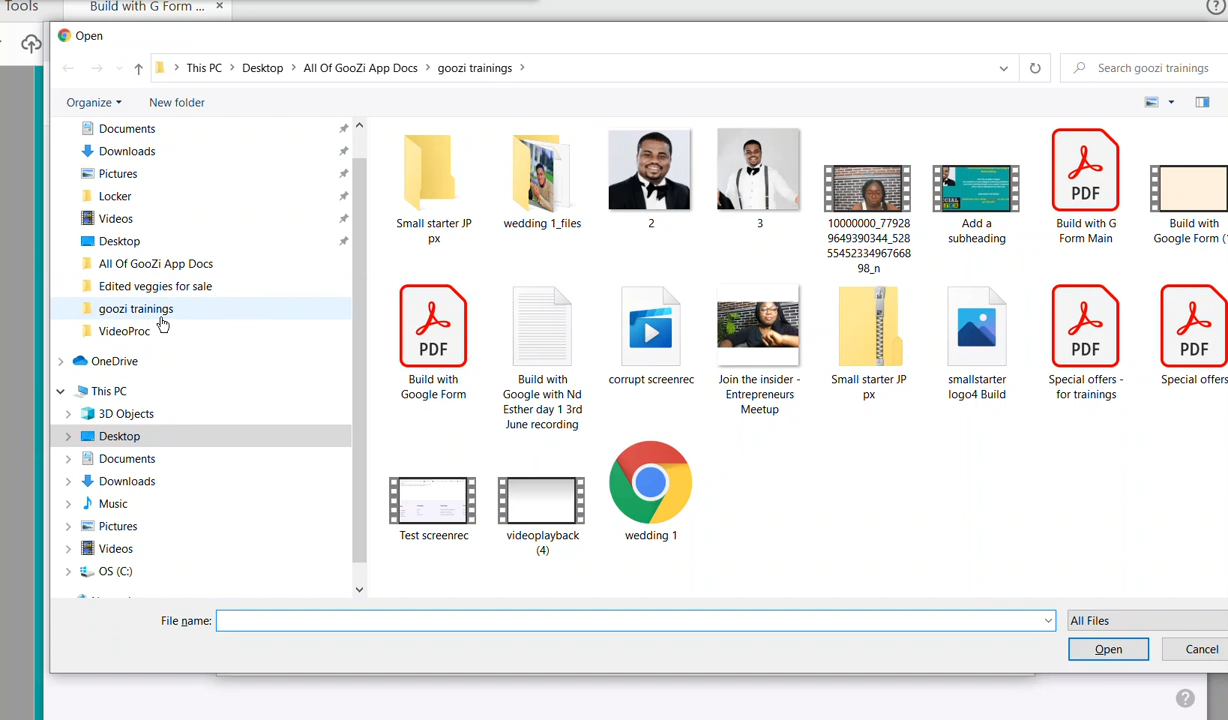 Tools
Build with G Form ... ×
Open
This PC > Desktop > All Of GooZi App Docs > goozi trainings >
Search goozi trainings
Organize
New folder
Documents
Downloads
Pictures
Locker
Videos
Desktop
All Of GooZi App Docs
Edited veggies for sale
goozi trainings
VideoProc
OneDrive
This PC
3D Objects
Desktop
Documents
Downloads
Music
Pictures
Videos
OS (C:)
Small starter JP
px
wedding 1_files
2
3
10000000_77928
9649390344_528
55452334967668
98_n
Add a
subheading
PDF
Build with G
Form Main
Build with
Google Form (
PDF
Build with
Google Form
Build with
Google with Nd
Esther day 1 3rd
June recording
corrupt screenrec
Join the insider -
Entrepreneurs
Meetup
Small starter JP
px
smallstarter
logo4 Build
PDF
Special offers -
for trainings
PDF
Special offers
Test screenrec
videoplayback
(4)
wedding 1
File name:
All Files
Open
Cancel